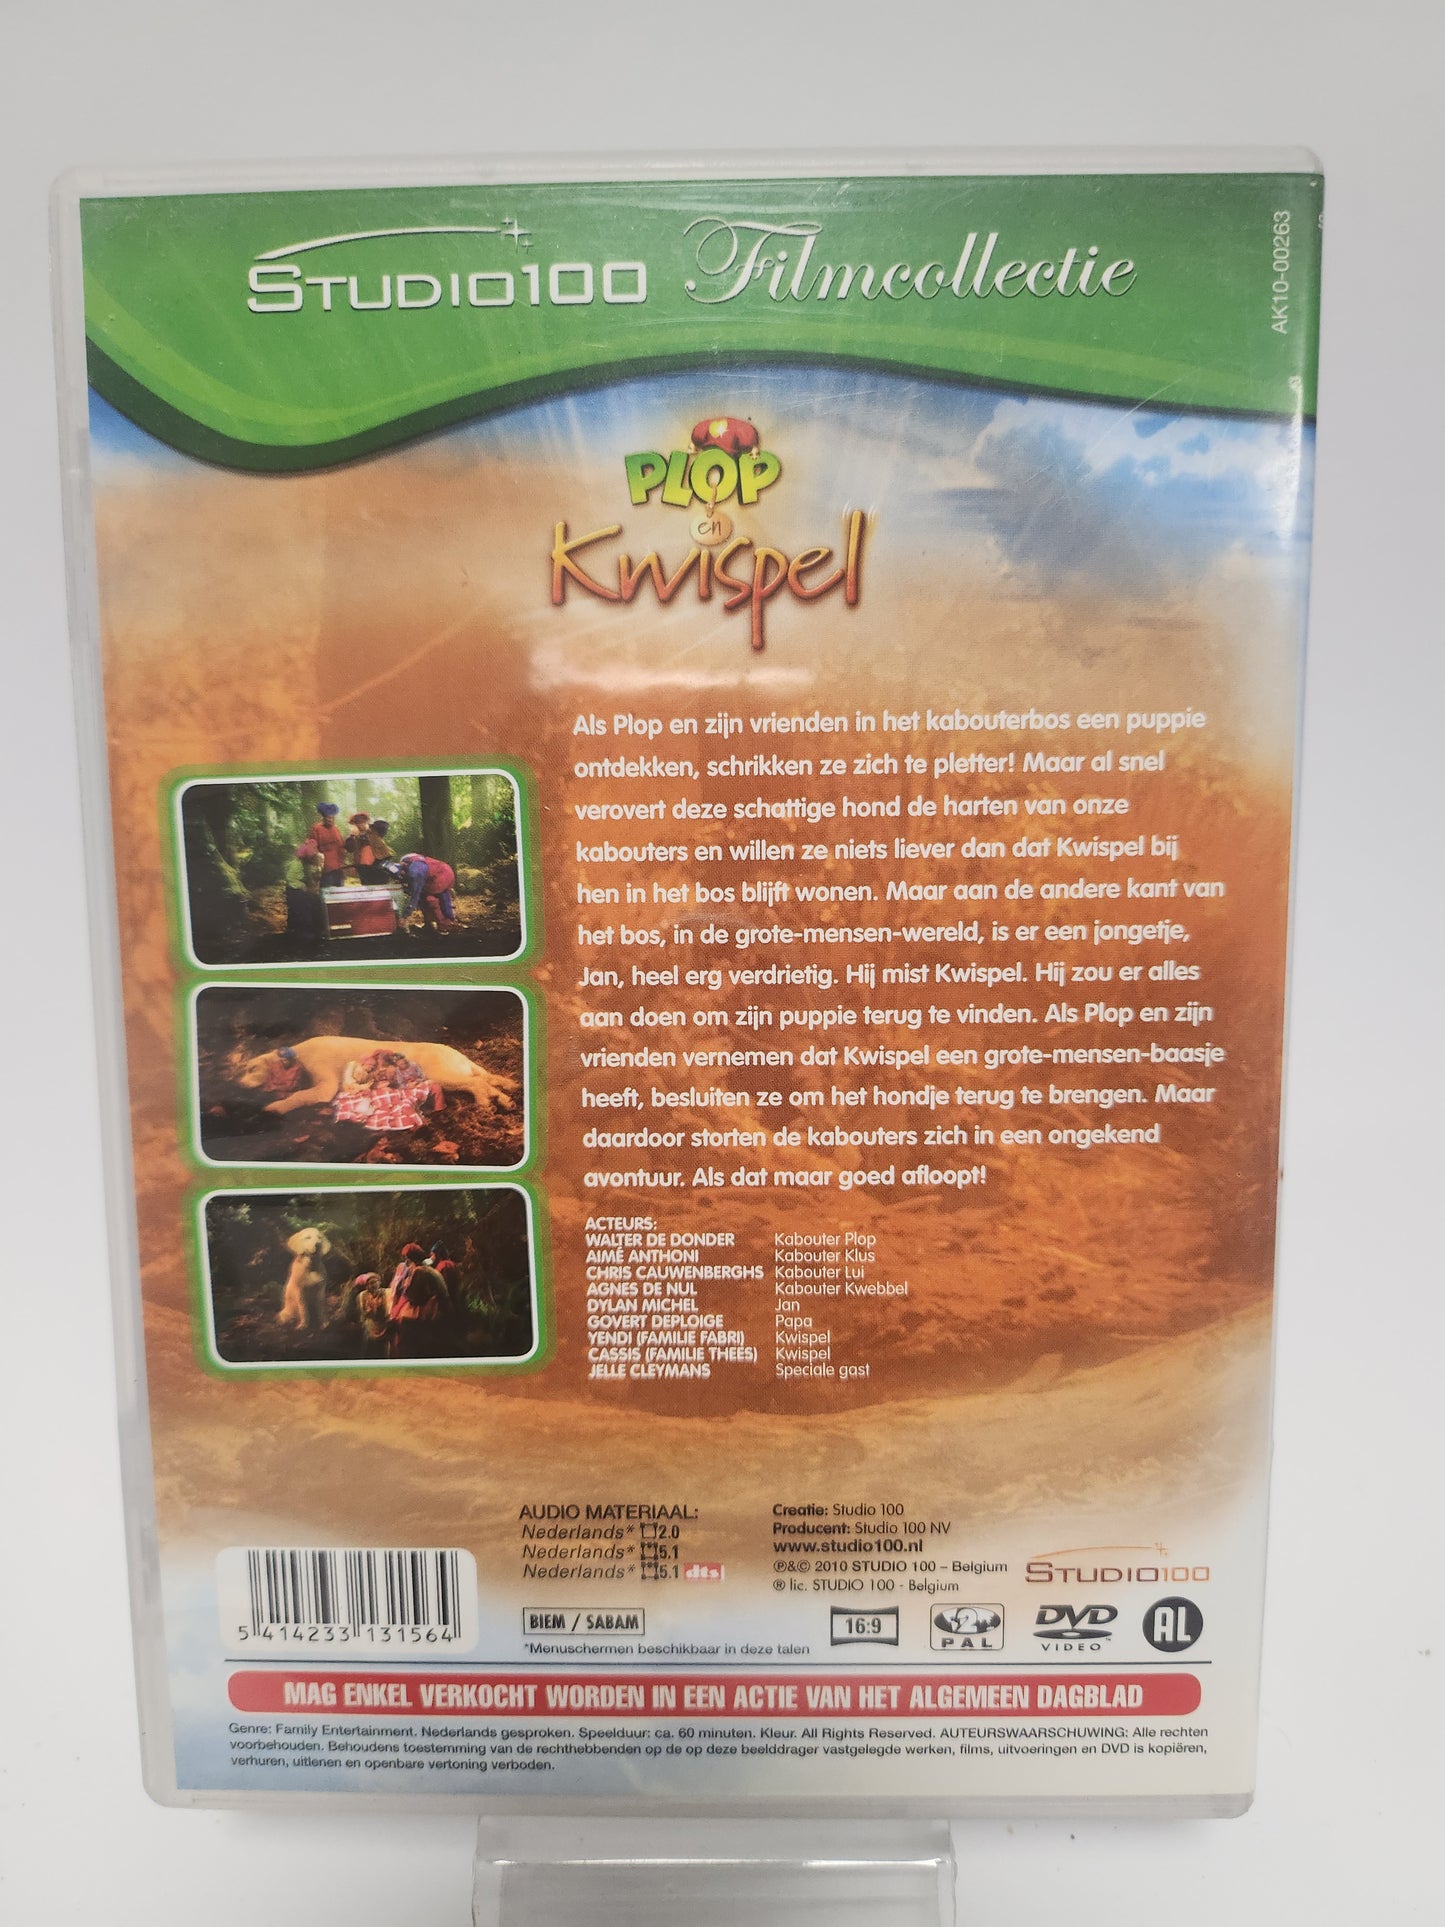 STUDIO100 Filmcollectie
AK10-00263
PLOP
en
Kwispel
Als Plop en zijn vrienden in het kabouterbos een puppie
ontdekken, schrikken ze zich te pletter! Maar al snel
verovert deze schattige hond de harten van onze
kabouters en willen ze niets liever dan dat Kwispel bij
hen in het bos blijft wonen. Maar aan de andere kant van
het bos, in de grote-mensen-wereld, is er een jongetje,
Jan, heel erg verdrietig. Hij mist Kwispel. Hij zou er alles
aan doen om zijn puppie terug te vinden. Als Plop en zijn
vrienden vernemen dat Kwispel een grote-mensen-baasje
heeft, besluiten ze om het hondje terug te brengen. Maar
daardoor storten de kabouters zich in een ongekend
avontuur. Als dat maar goed afloopt!
ACTEURS:
WALTER DE DONDER Kabouter Plop
AIMÉ ANTHONI Kabouter Klus
CHRIS CAUWENBERGHS Kabouter Lui
AGNES DE NUL Kabouter Kwebbel
DYLAN MICHEL Jan
GOVERT DEPLOIGE Papa
YENDI (FAMILIE FABRI) Kwispel
CASSIS (FAMILIE THEES) Kwispel
JELLE CLEYMANS Speciale gast
AUDIO MATERIAAL:
Nederlands* 2.0
Nederlands* 5.1
Nederlands* 5.1 dts
BIEM / SABAM
*Menuschermen beschikbaar in deze talen
Creatie: Studio 100
Producent: Studio 100 NV
www.studio100.nl
℗&© 2010 STUDIO 100 – Belgium
® lic. STUDIO 100 - Belgium
STUDIO100
16:9
2
PAL
DVD
VIDEO™
AL
5 414233 131564
MAG ENKEL VERKOCHT WORDEN IN EEN ACTIE VAN HET ALGEMEEN DAGBLAD
Genre: Family Entertainment. Nederlands gesproken. Speelduur: ca. 60 minuten. Kleur. All Rights Reserved. AUTEURSWAARSCHUWING: Alle rechten
voorbehouden. Behoudens toestemming van de rechthebbenden op de op deze beelddrager vastgelegde werken, films, uitvoeringen en DVD is kopiëren,
verhuren, uitlenen en openbare vertoning verboden.